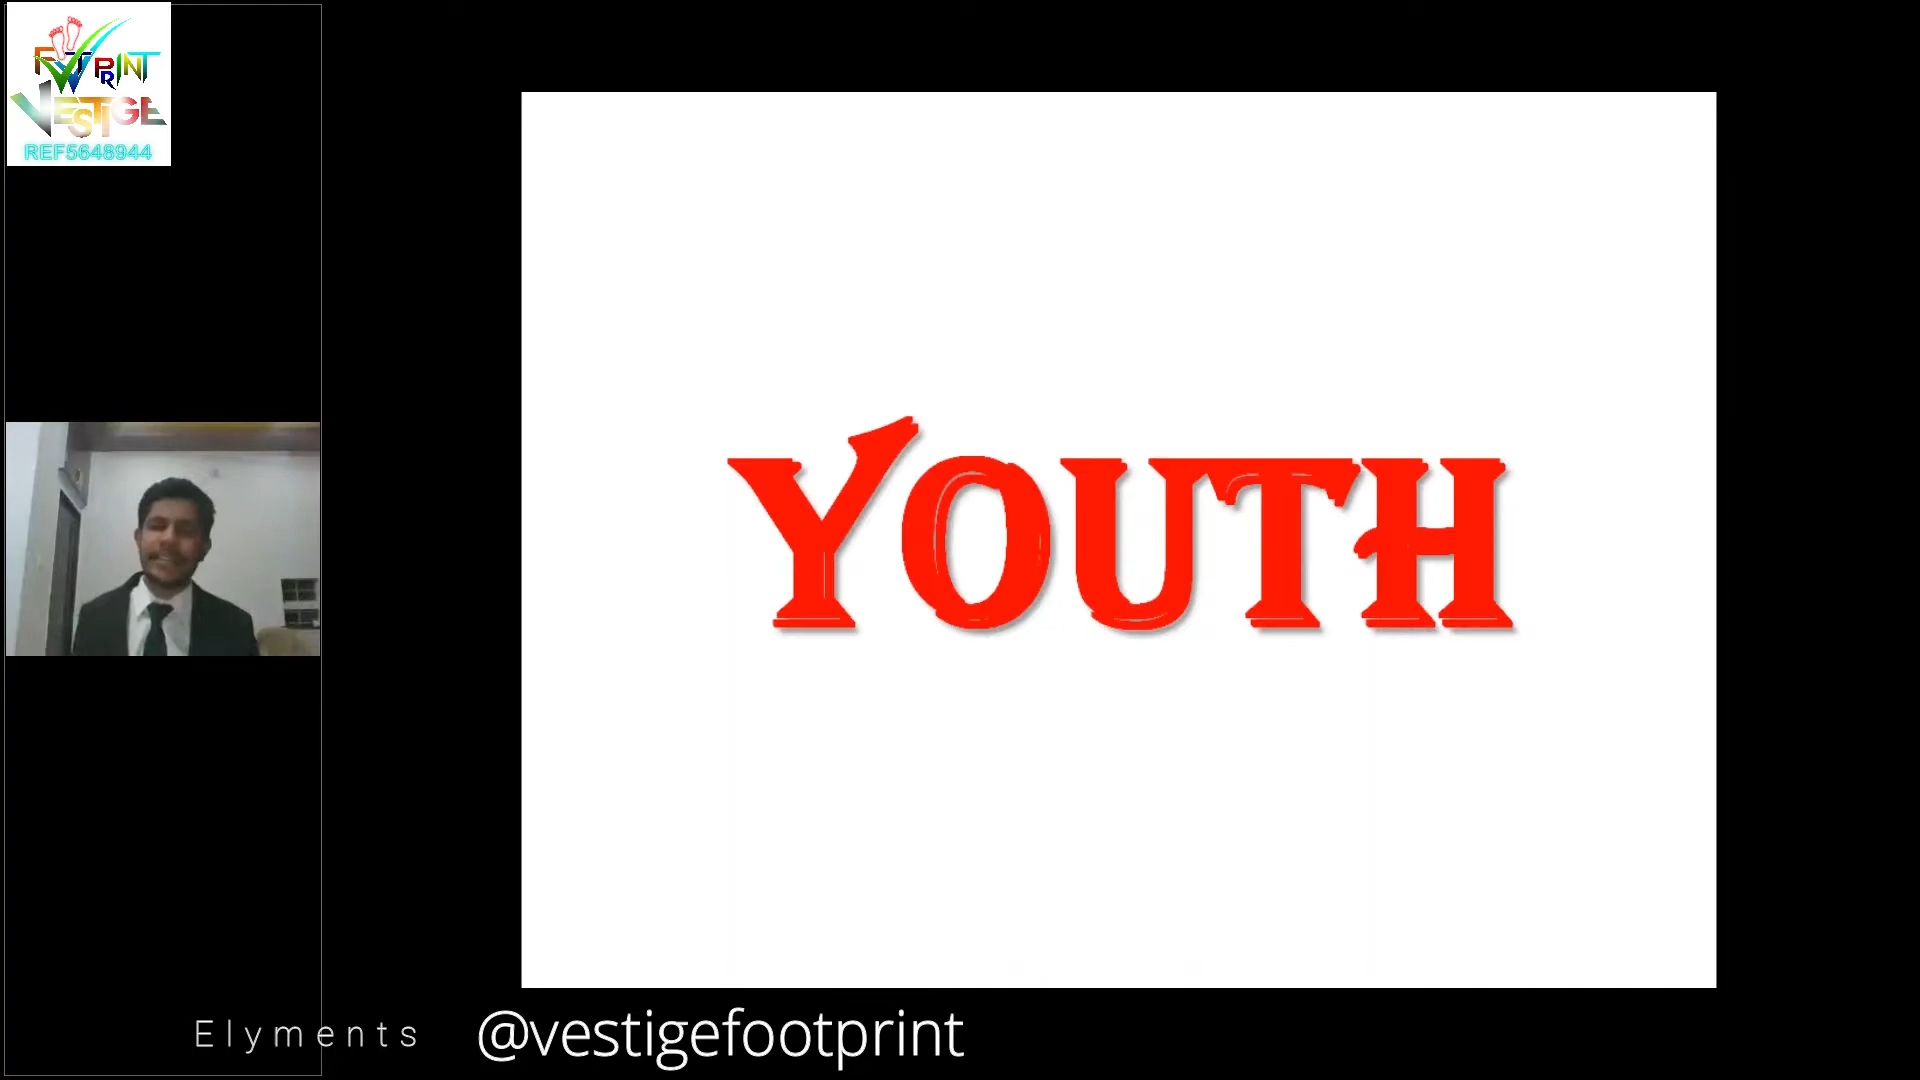 FOOTPRINT
VESTIGE
REF5648944
YOUTH
Elyments @vestigefootprint